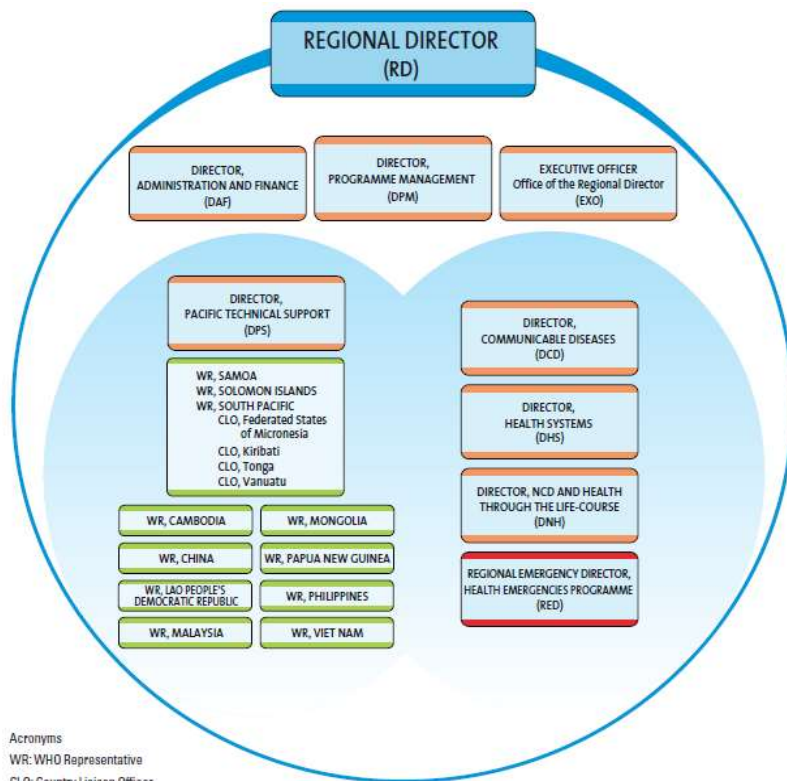 REGIONAL DIRECTOR
(RD)
DIRECTOR,
ADMINISTRATION AND FINANCE
(DAF)
DIRECTOR,
PROGRAMME MANAGEMENT
(DPM)
EXECUTIVE OFFICER
Office of the Regional Director
(EXO)
DIRECTOR,
PACIFIC TECHNICAL SUPPORT
(DPS)
WR, SAMOA
WR, SOLOMON ISLANDS
WR, SOUTH PACIFIC
CLO, Federated States
of Micronesia
CLO, Kiribati
CLO, Tonga
CLO, Vanuatu
WR, CAMBODIA
WR, MONGOLIA
WR, CHINA
WR, PAPUA NEW GUINEA
WR, LAO PEOPLE'S
DEMOCRATIC REPUBLIC
WR, PHILIPPINES
WR, MALAYSIA
WR, VIET NAM
DIRECTOR,
COMMUNICABLE DISEASES
(DCD)
DIRECTOR,
HEALTH SYSTEMS
(DHS)
DIRECTOR, NCD AND HEALTH
THROUGH THE LIFE-COURSE
(DNH)
REGIONAL EMERGENCY DIRECTOR,
HEALTH EMERGENCIES PROGRAMME
(RED)
Acronyms
WR: WHO Representative
CLO: Country Liaison Officer